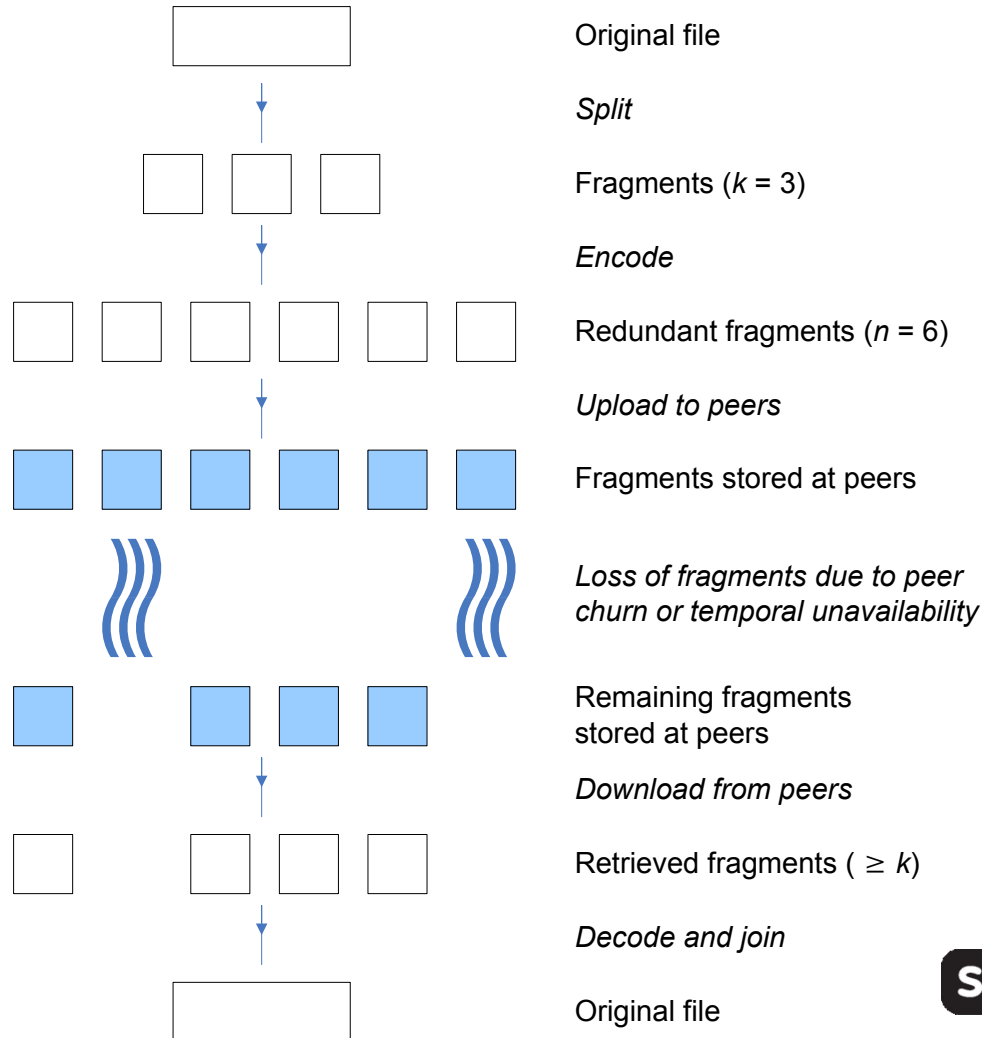 Original file
Split
Fragments (k = 3)
Encode
Redundant fragments (n = 6)
Upload to peers
Fragments stored at peers
Loss of fragments due to peer
churn or temporal unavailability
Remaining fragments
stored at peers
Download from peers
Retrieved fragments ( ≥ k)
Decode and join
Original file
S